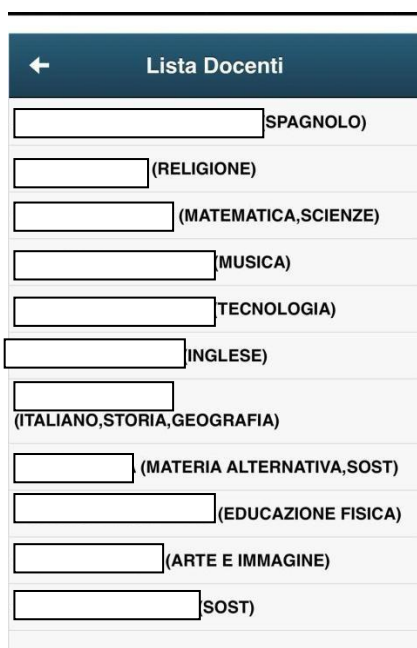 Lista Docenti
SPAGNOLO)
(RELIGIONE)
(MATEMATICA,SCIENZE)
(MUSICA)
(TECNOLOGIA)
(INGLESE)
(ITALIANO,STORIA,GEOGRAFIA)
(MATERIA ALTERNATIVA,SOST)
(EDUCAZIONE FISICA)
(ARTE E IMMAGINE)
(SOST)